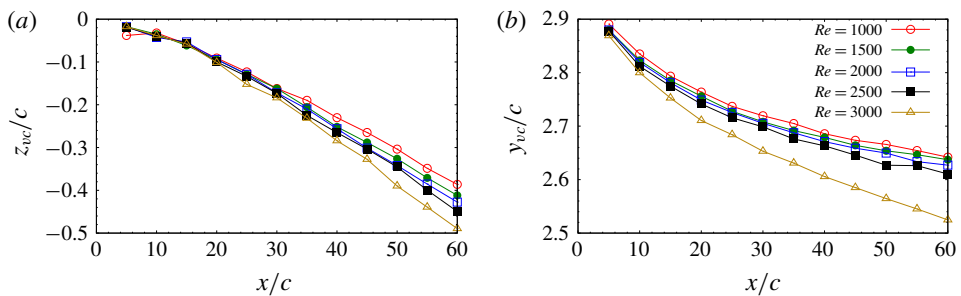 (a)
0
−0.1
−0.2
−0.3
−0.4
−0.5
z_vc/c
0 10 20 30 40 50 60
x/c
(b)
2.9
2.8
2.7
2.6
2.5
y_vc/c
0 10 20 30 40 50 60
x/c
Re = 1000
Re = 1500
Re = 2000
Re = 2500
Re = 3000